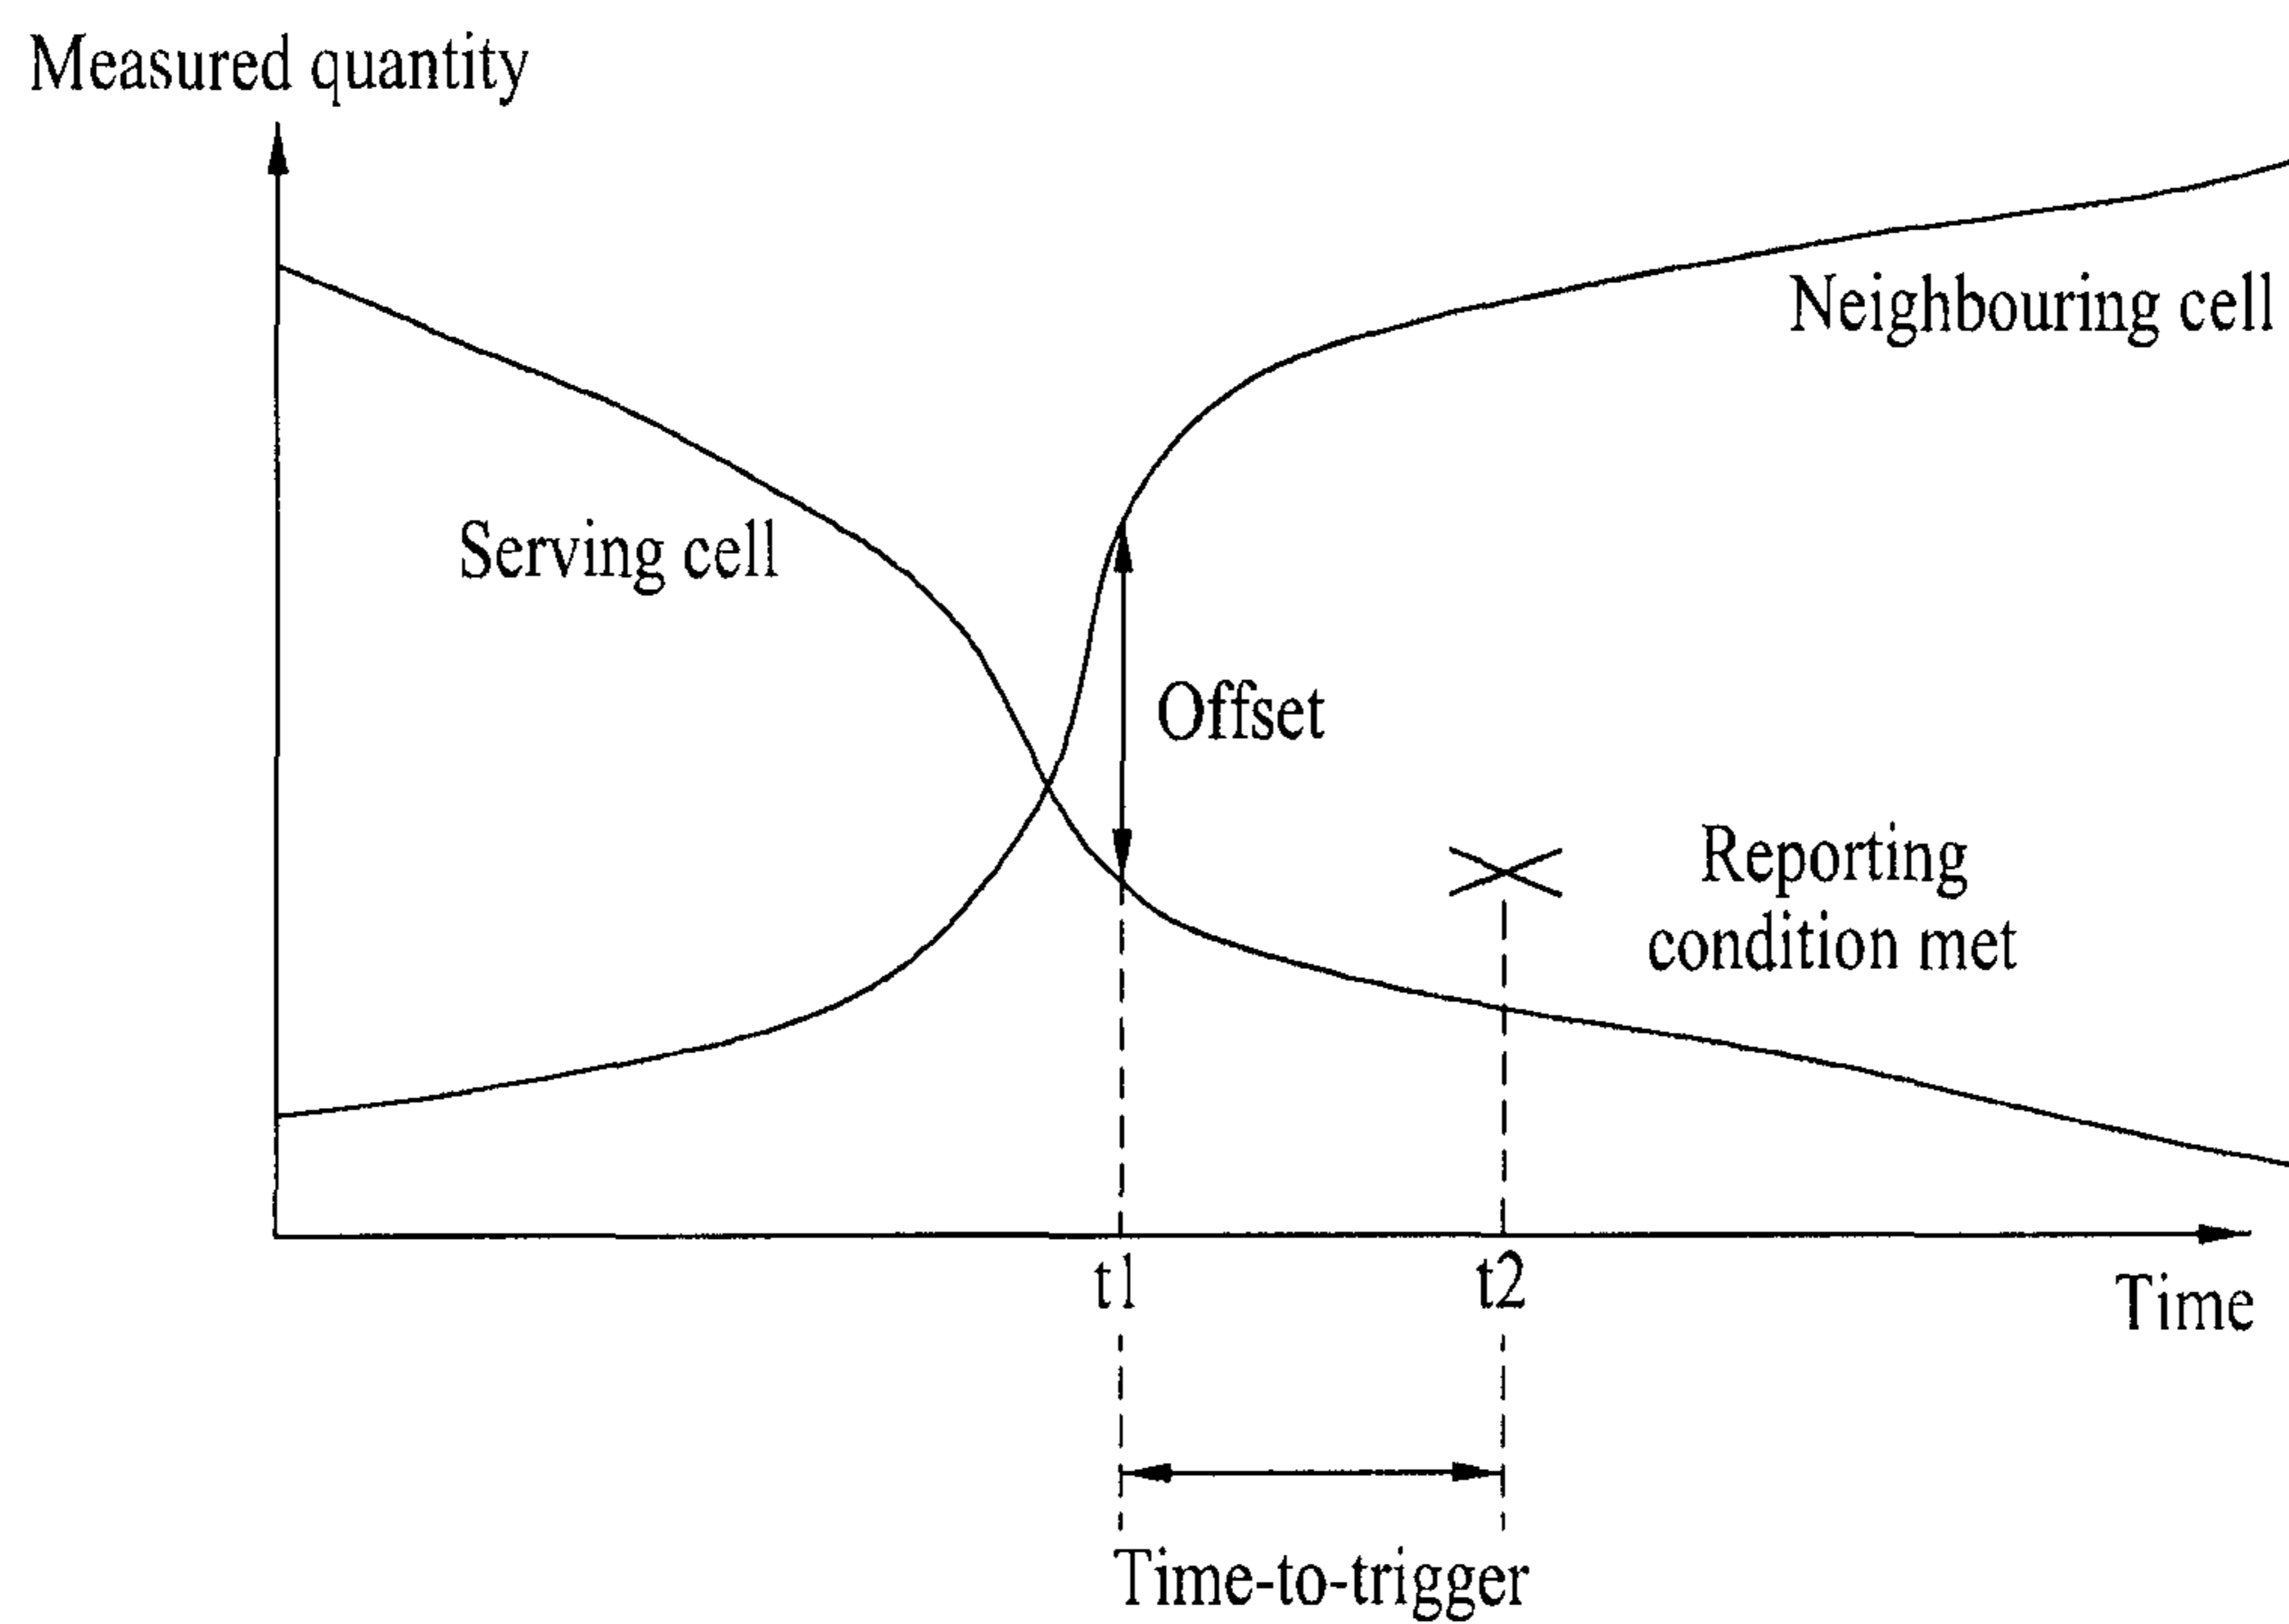 Measured quantity
Neighbouring cell
Serving cell
Offset
Reporting
condition met
t1
t2
Time
Time-to-trigger